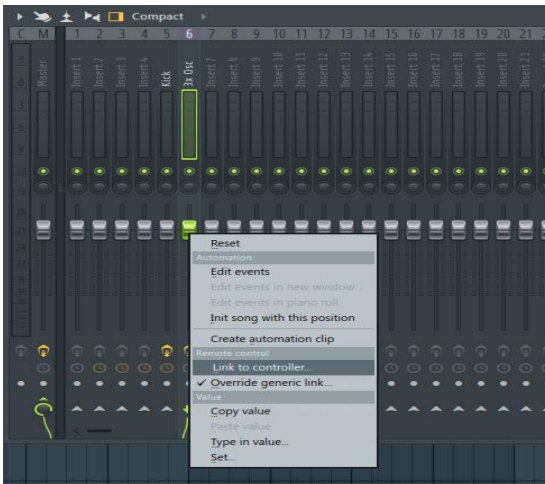 Compact
C M 1 2 3 4 5 6 7 8 9 10 11 12 13 14 15 16 17 18 19 20 21
Master
Insert 1
Insert 2
Insert 3
Insert 4
Kick
3x Osc
Insert 7
Insert 8
Insert 9
Insert 10
Insert 11
Insert 12
Insert 13
Insert 14
Insert 15
Insert 16
Insert 17
Insert 18
Insert 19
Insert 20
Insert 21
Reset
Automation
Edit events
Edit events in new window
Edit events in piano roll
Init song with this position
Create automation clip
Remote control
Link to controller...
Override generic link...
Value
Copy value
Paste value
Type in value...
Set...